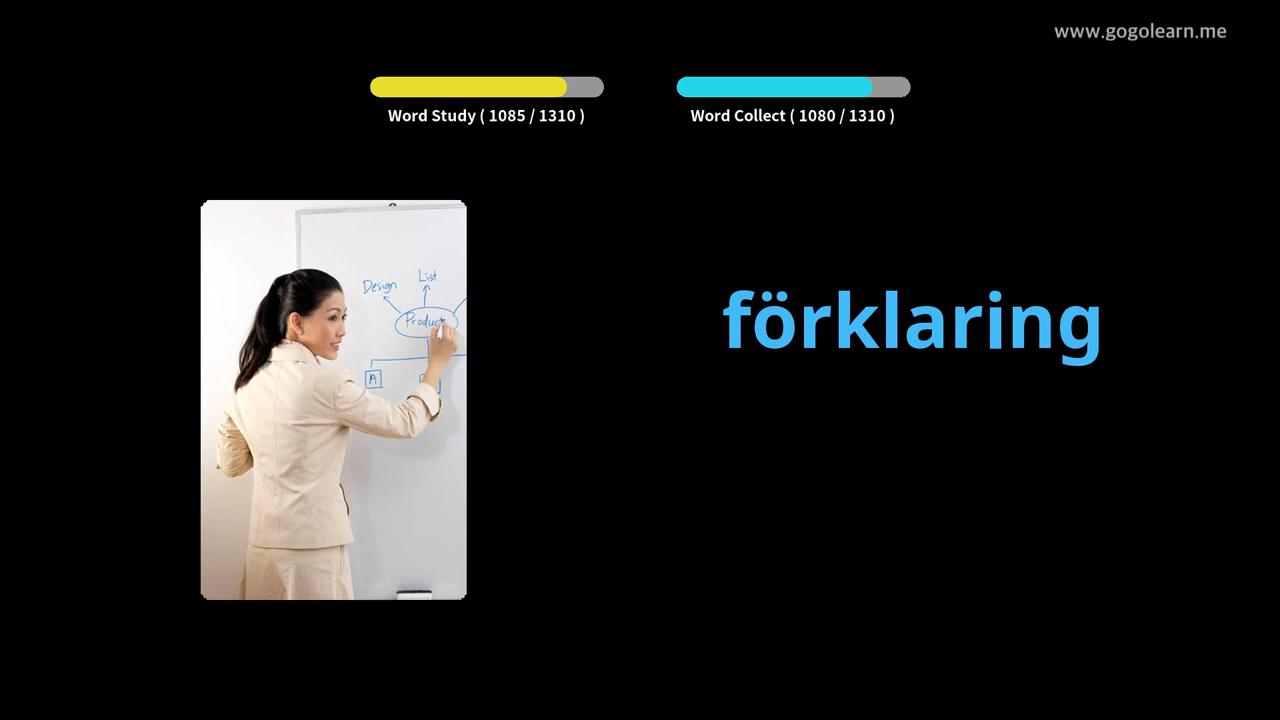 www.gogolearn.me
Word Study ( 1085 / 1310 )
Word Collect ( 1080 / 1310 )
List
Design
Product
A
förklaring